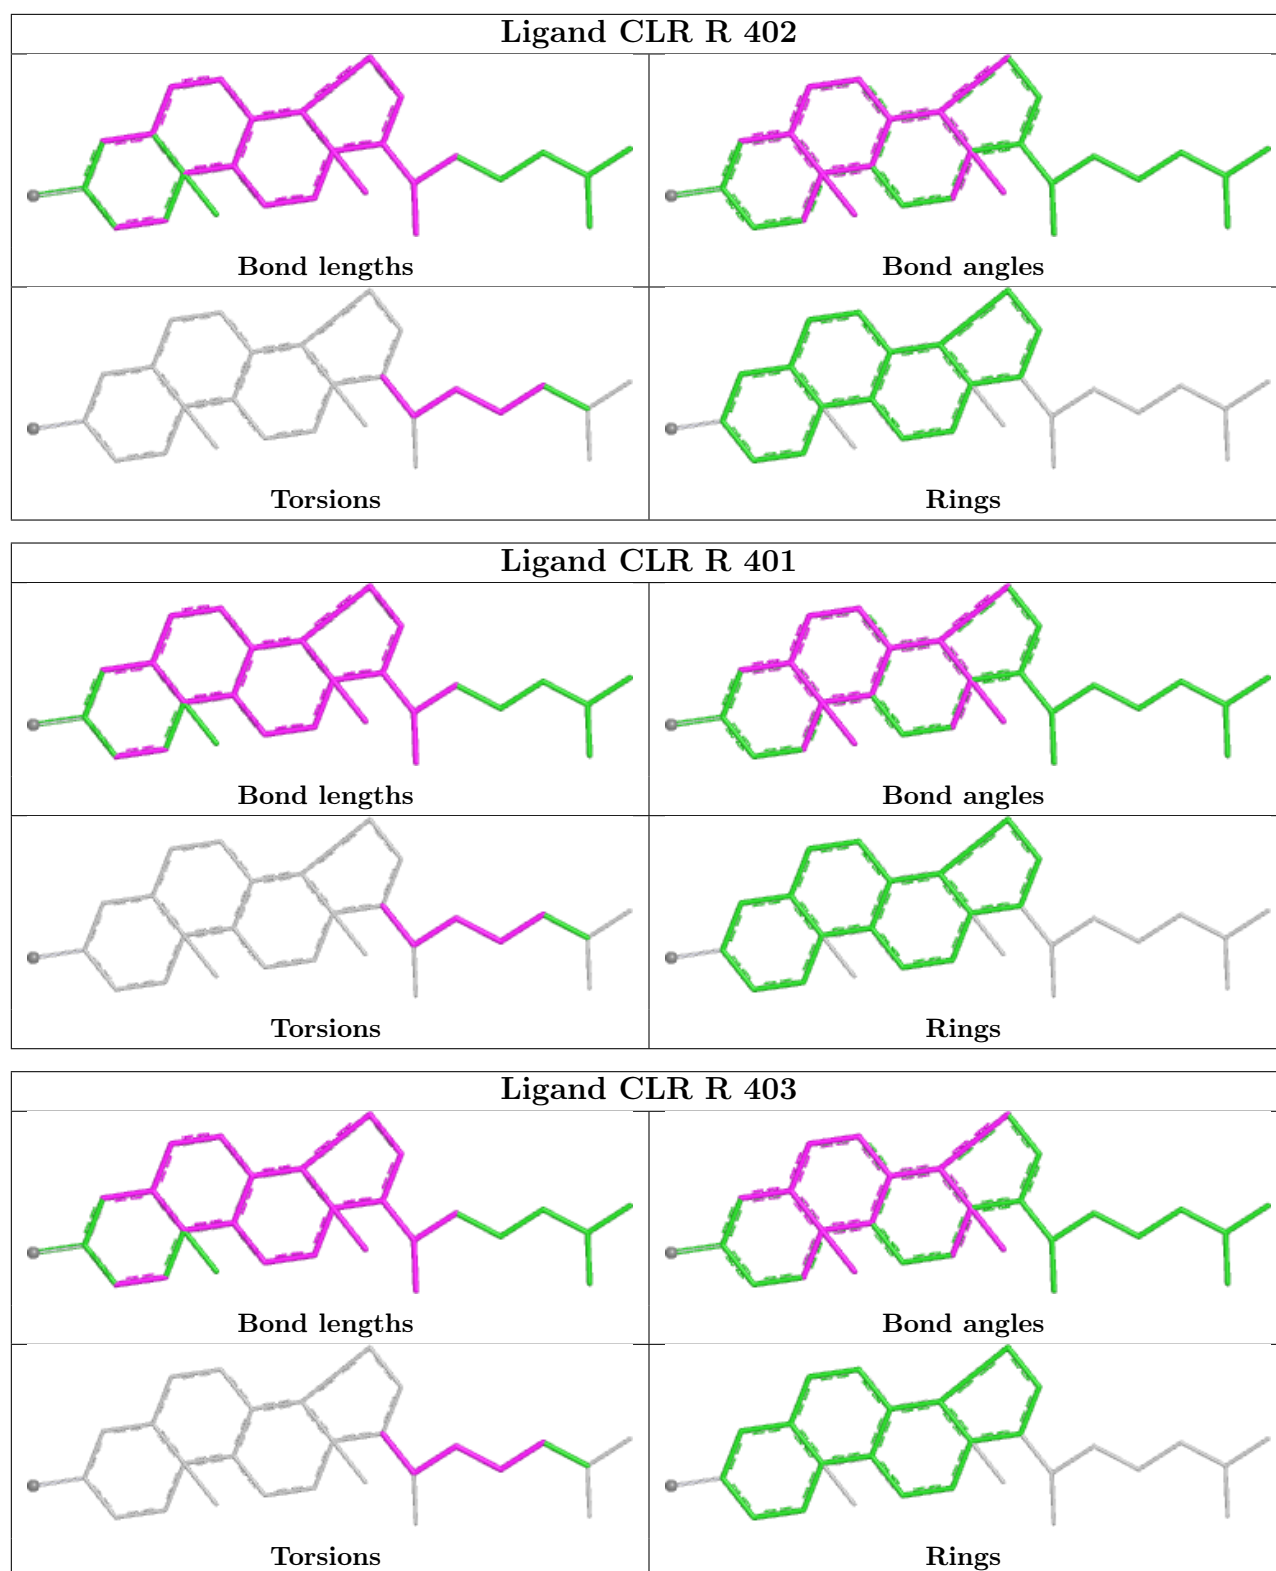 Ligand CLR R 402
Bond lengths
Bond angles
Torsions
Rings
Ligand CLR R 401
Bond lengths
Bond angles
Torsions
Rings
Ligand CLR R 403
Bond lengths
Bond angles
Torsions
Rings